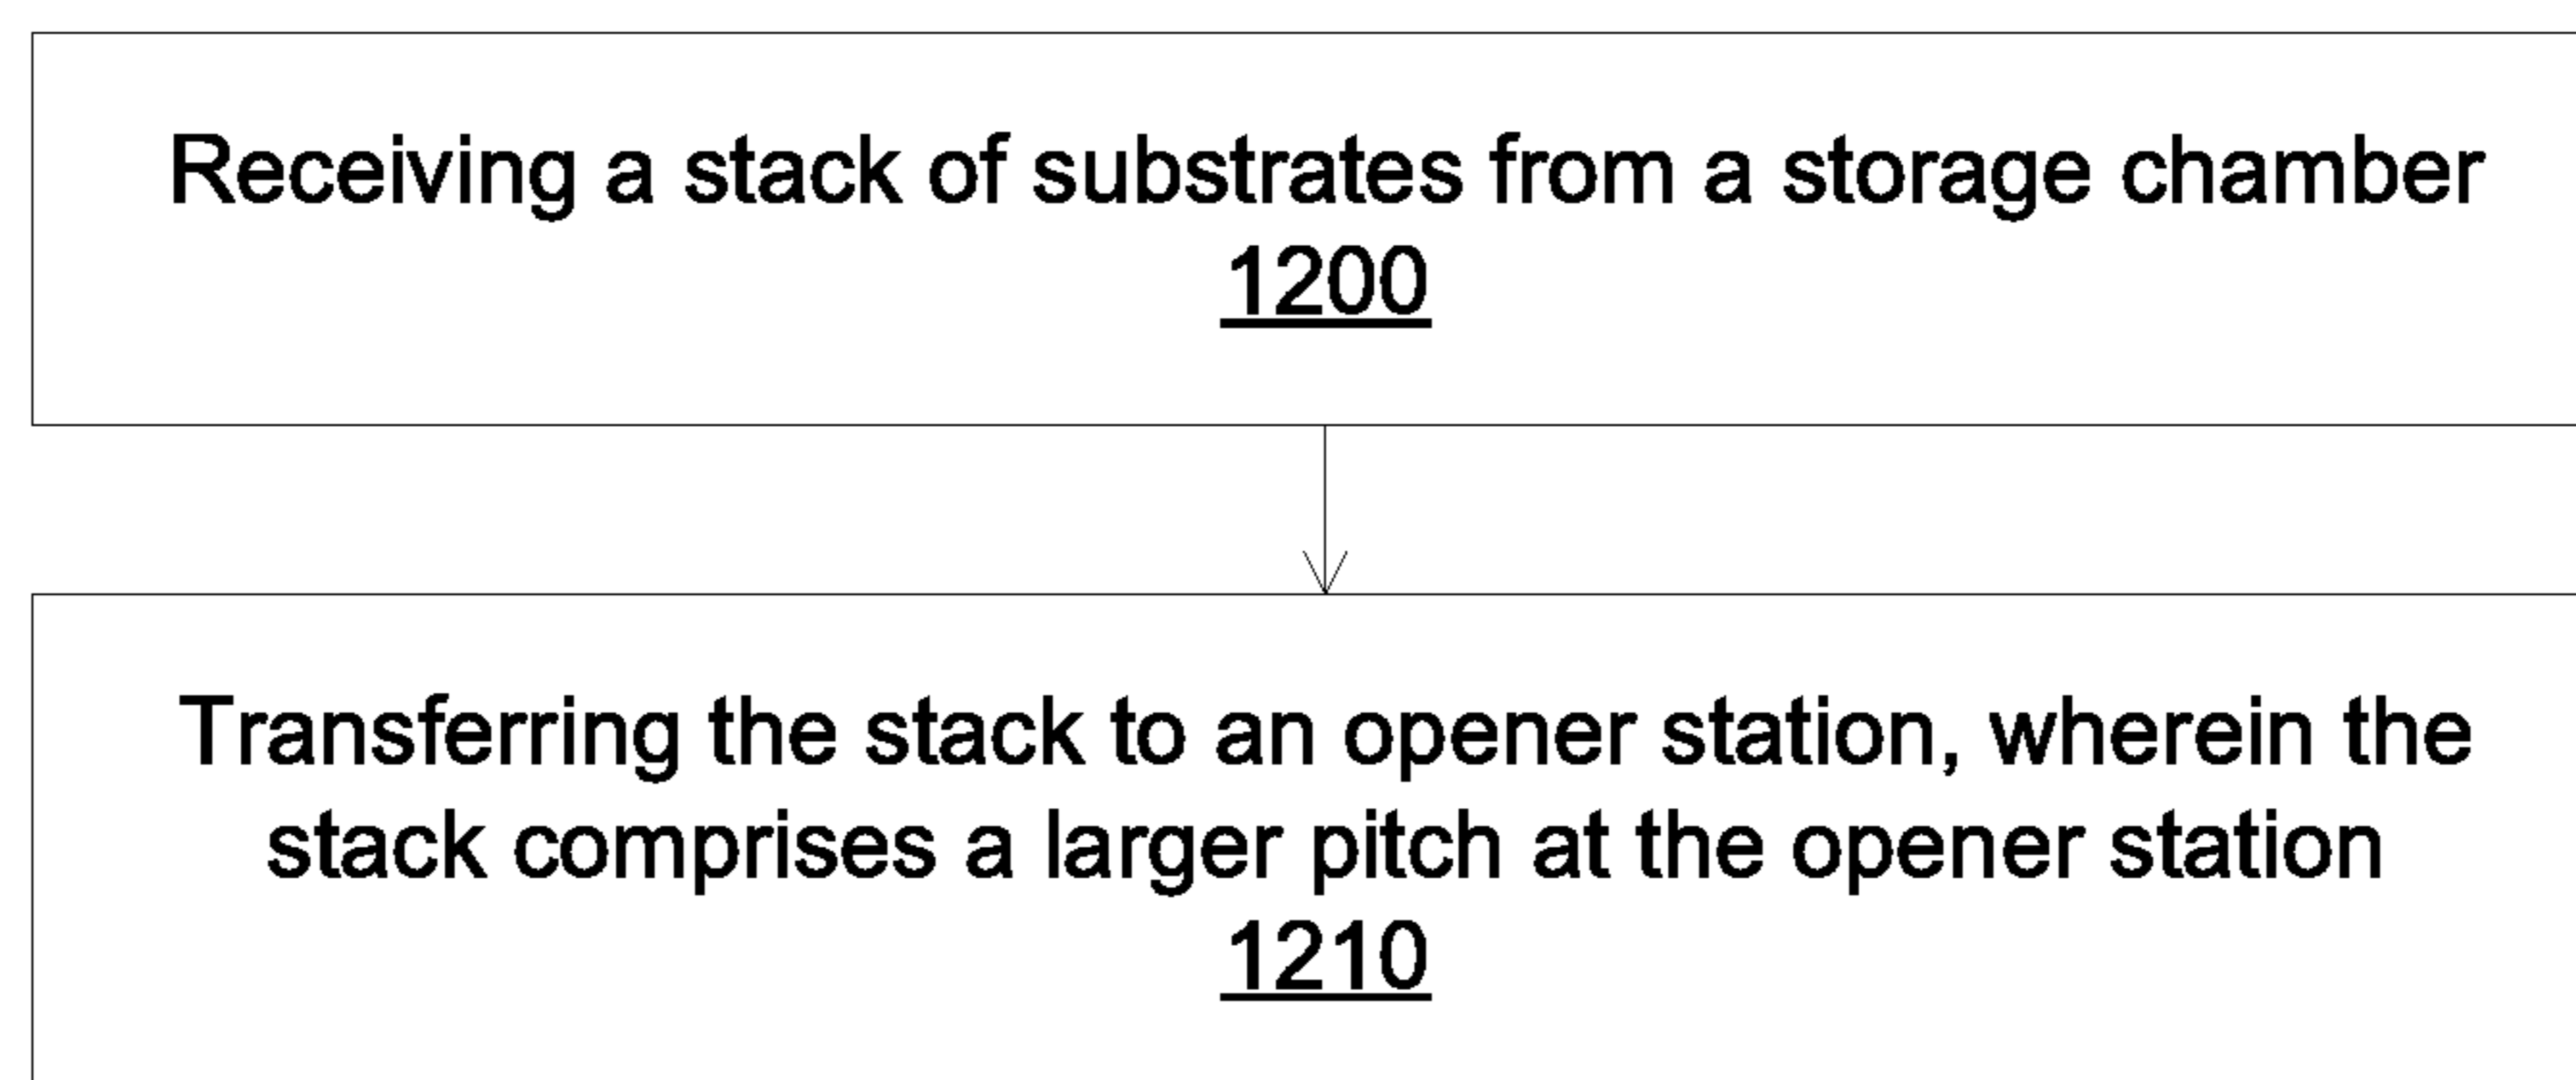 Receiving a stack of substrates from a storage chamber
1200
Transferring the stack to an opener station, wherein the
stack comprises a larger pitch at the opener station
1210